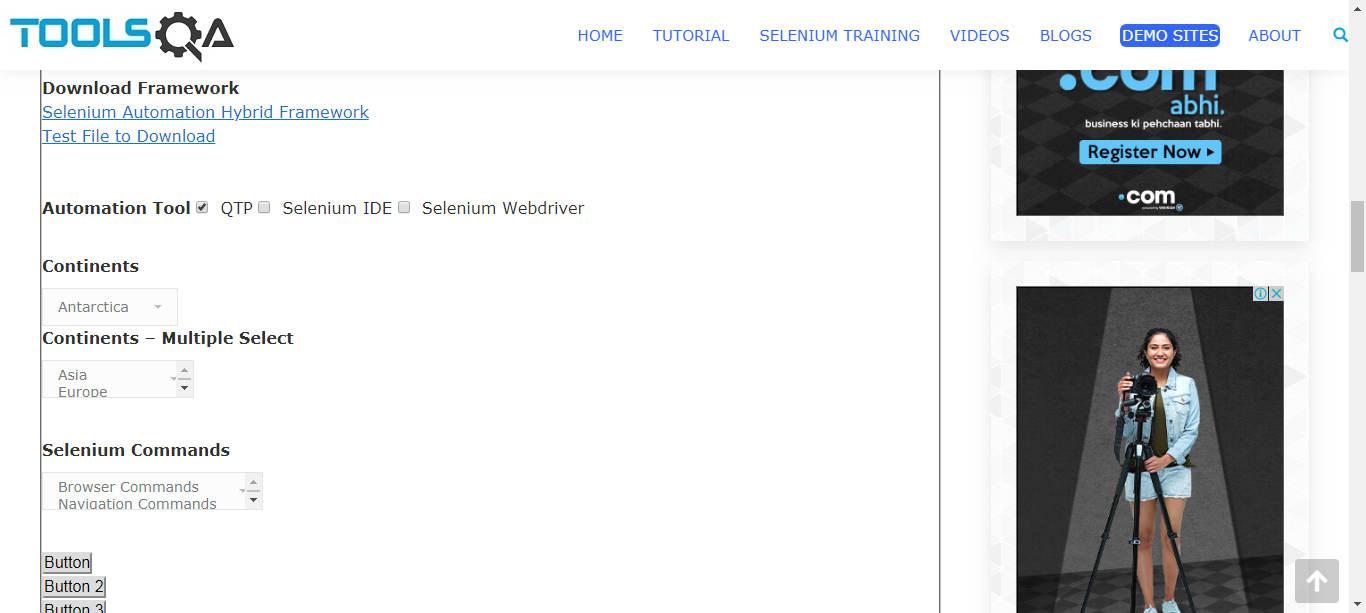 TOOLSQA
HOME TUTORIAL SELENIUM TRAINING VIDEOS BLOGS DEMO SITES ABOUT
Download Framework
Selenium Automation Hybrid Framework
Test File to Download
Automation Tool QTP Selenium IDE Selenium Webdriver
Continents
Antarctica
Continents – Multiple Select
Asia
Europe
Selenium Commands
Browser Commands
Navigation Commands
Button
Button 2
Button 3
.com
abhi.
business ki pehchaan tabhi.
Register Now
.com